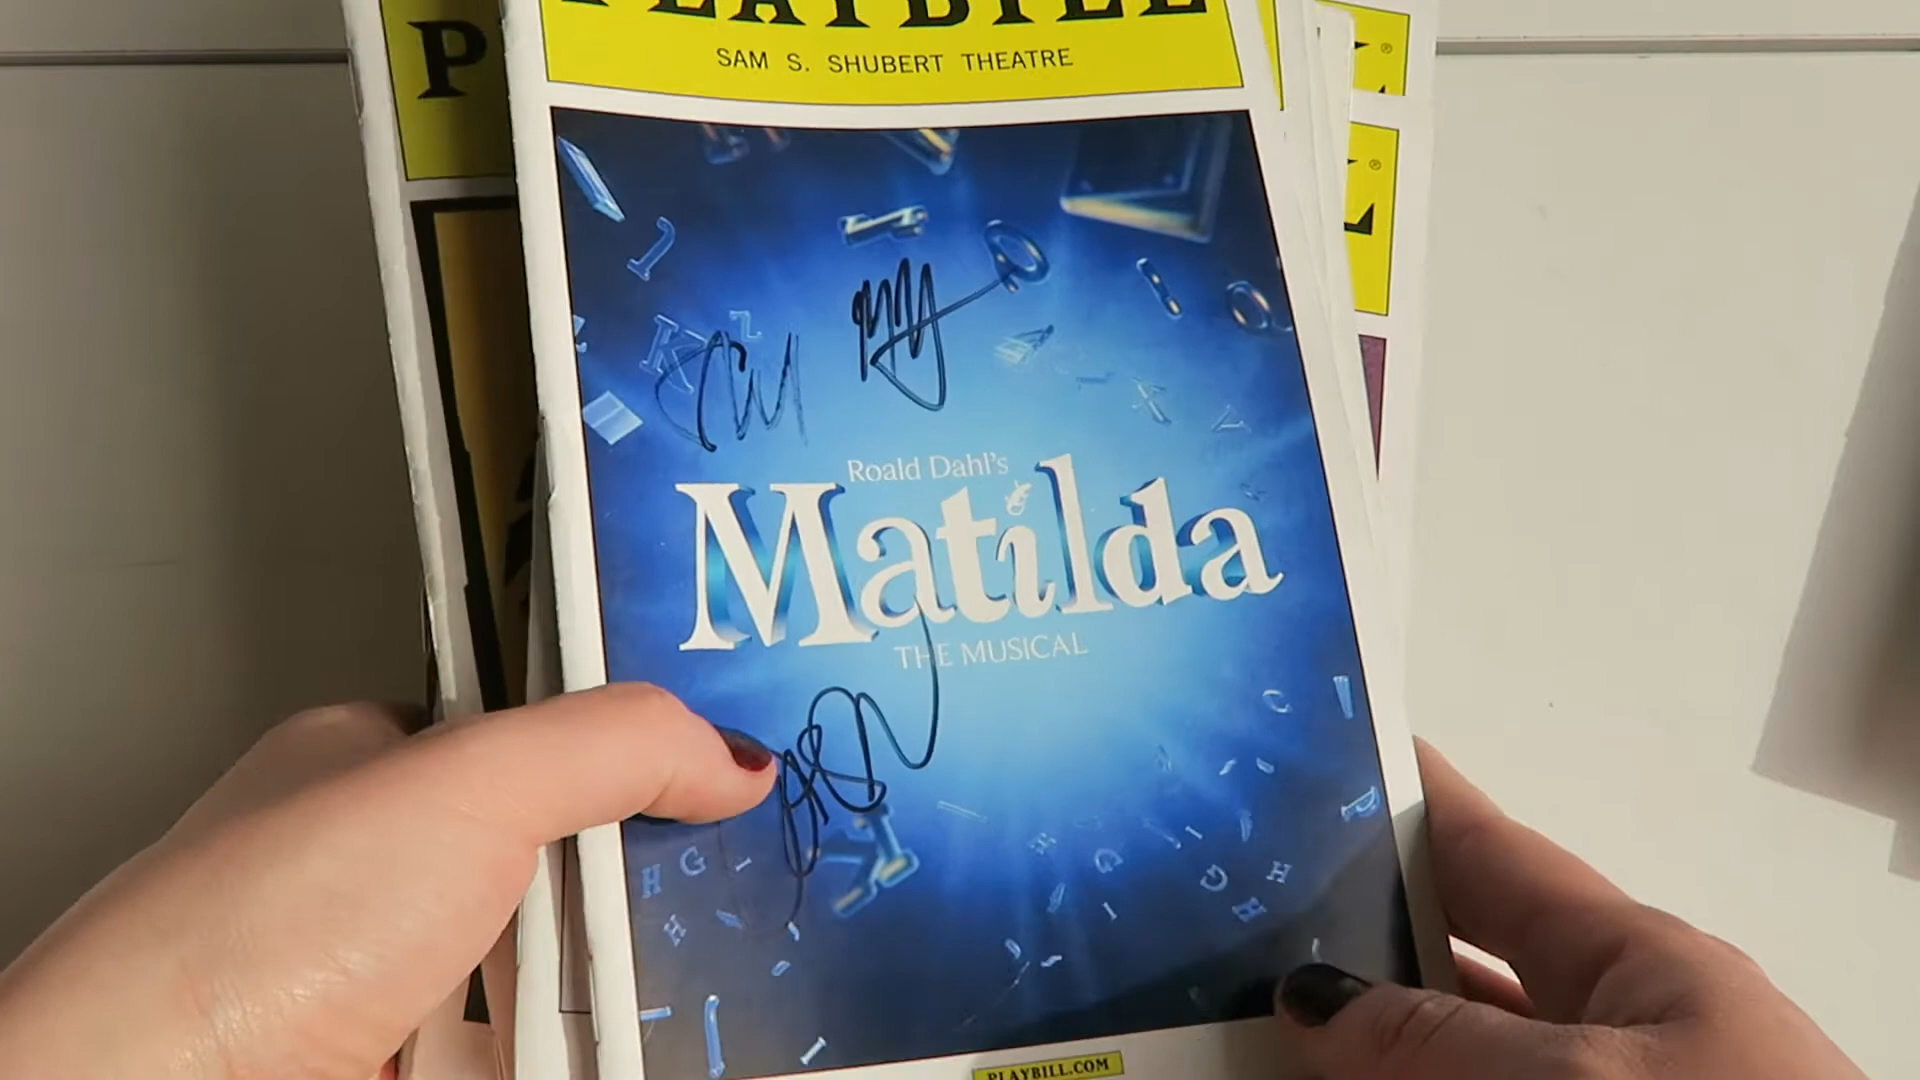 PLAYBILL
SAM S. SHUBERT THEATRE
Roald Dahl's
Matilda
THE MUSICAL
PLAYBILL.COM
P
L®